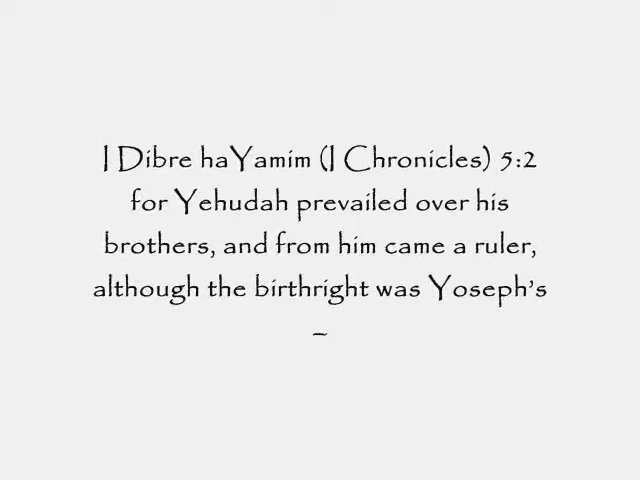 I Dibre haYamim (I Chronicles) 5:2
for Yehudah prevailed over his
brothers, and from him came a ruler,
although the birthright was Yoseph's
–